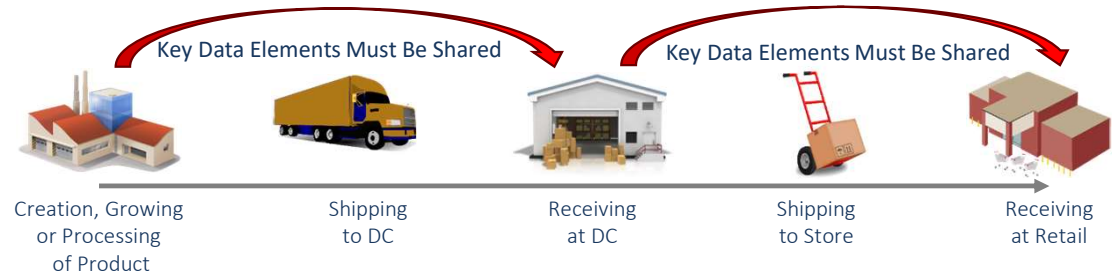 Key Data Elements Must Be Shared
Key Data Elements Must Be Shared
Creation, Growing
or Processing
of Product
Shipping
to DC
Receiving
at DC
Shipping
to Store
Receiving
at Retail